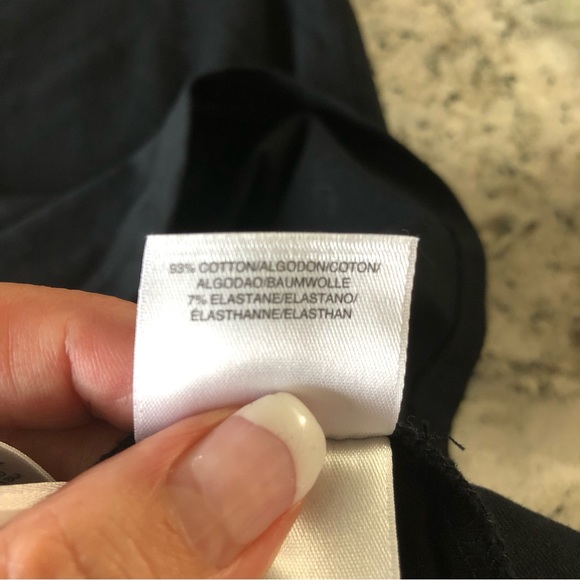 93% COTTON/ALGODON/COTON/
ALGODAO/BAUMWOLLE
7% ELASTANE/ELASTANO/
ÉLASTHANNE/ELASTHAN